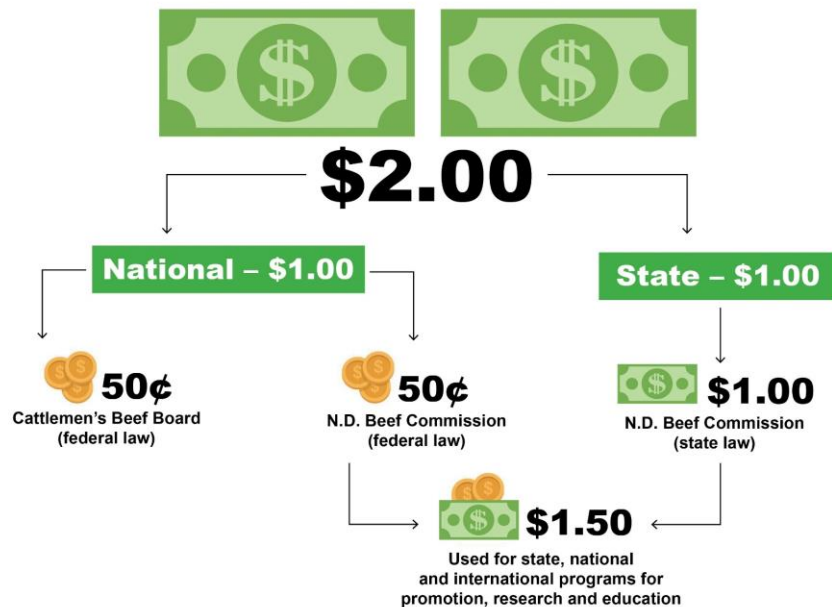 $2.00
National – $1.00
State – $1.00
50¢
Cattlemen's Beef Board
(federal law)
50¢
N.D. Beef Commission
(federal law)
$1.00
N.D. Beef Commission
(state law)
$1.50
Used for state, national
and international programs for
promotion, research and education